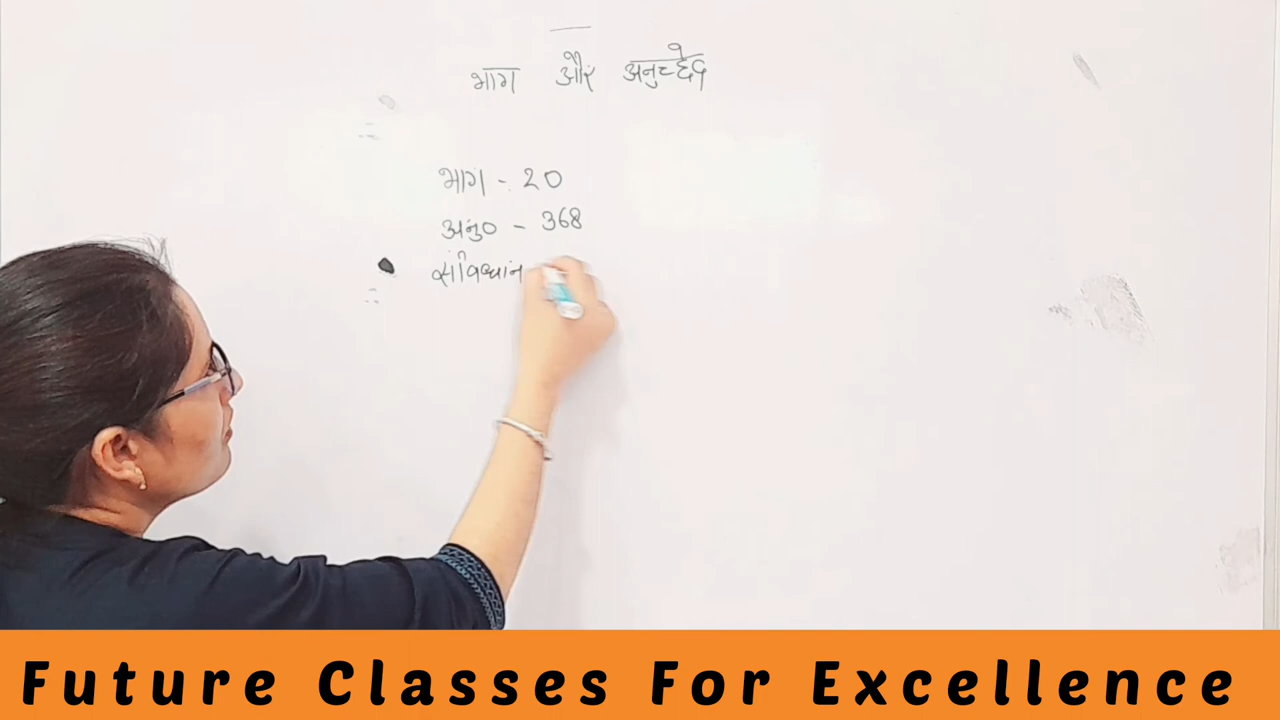 भाग और अनुच्छेद
भाग - 20
अनु० - 368
संविधान
Future Classes For Excellence